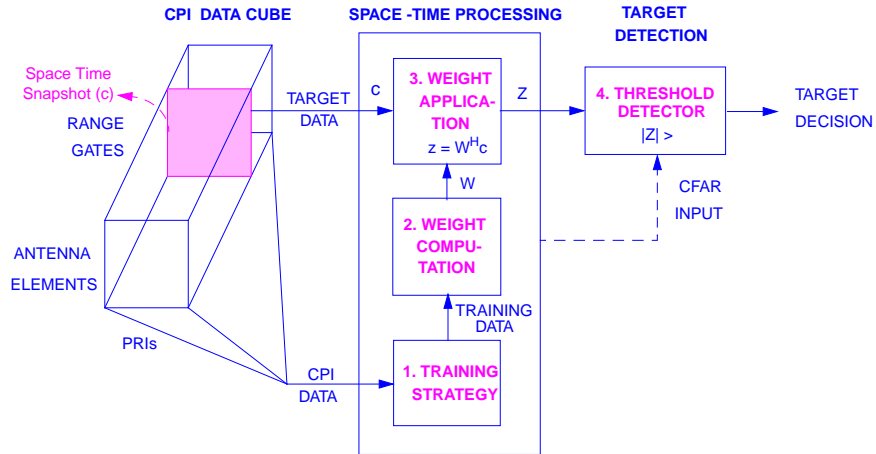 CPI DATA CUBE
SPACE -TIME PROCESSING
TARGET
DETECTION
Space Time
Snapshot (c)
RANGE
GATES
ANTENNA
ELEMENTS
PRIs
TARGET
DATA
CPI
DATA
c
3. WEIGHT
APPLICA-
TION
z = W^H c
W
2. WEIGHT
COMPU-
TATION
TRAINING
DATA
1. TRAINING
STRATEGY
Z
4. THRESHOLD
DETECTOR
|Z| >
CFAR
INPUT
TARGET
DECISION